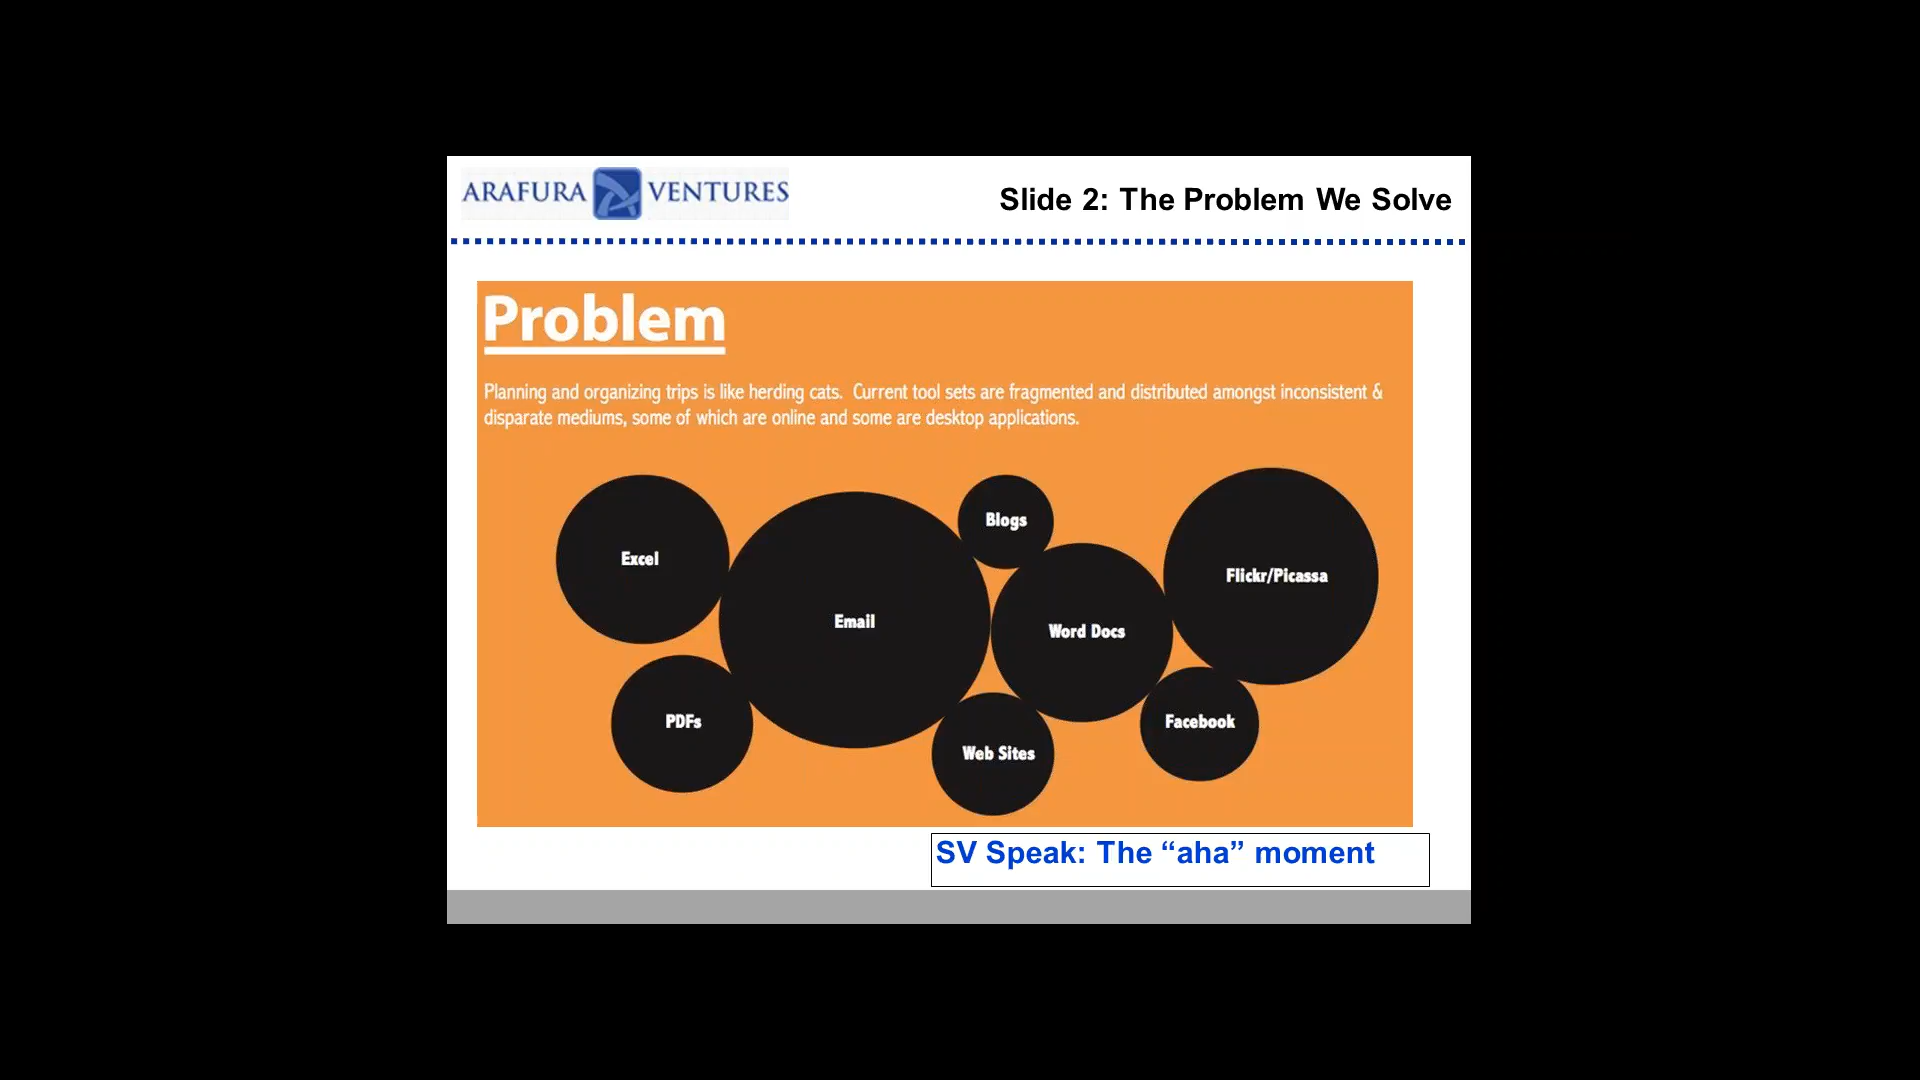 ARAFURA VENTURES
Slide 2: The Problem We Solve
Problem
Planning and organizing trips is like herding cats. Current tool sets are fragmented and distributed amongst inconsistent &
disparate mediums, some of which are online and some are desktop applications.
Excel
Email
Blogs
Word Docs
Flickr/Picassa
PDFs
Web Sites
Facebook
SV Speak: The “aha” moment